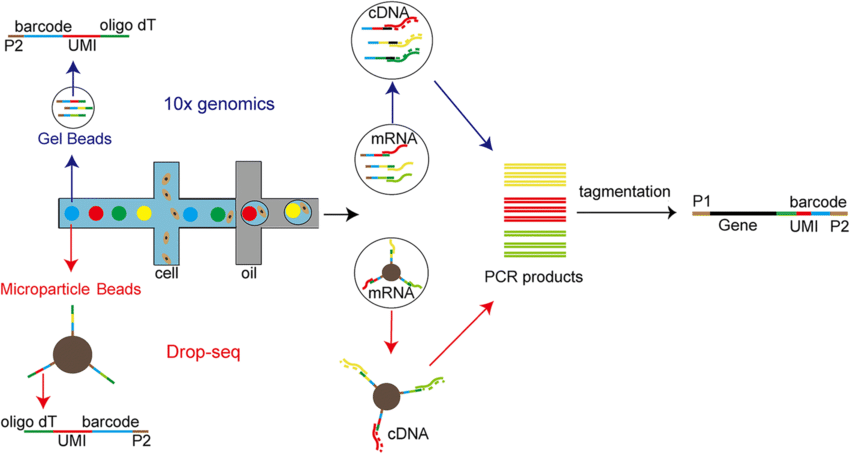 barcode oligo dT
P2 UMI
Gel Beads
10x genomics
cDNA
mRNA
cell oil
Microparticle Beads
Drop-seq
oligo dT barcode
UMI P2
mRNA
cDNA
PCR products
tagmentation
P1 barcode
Gene UMI P2